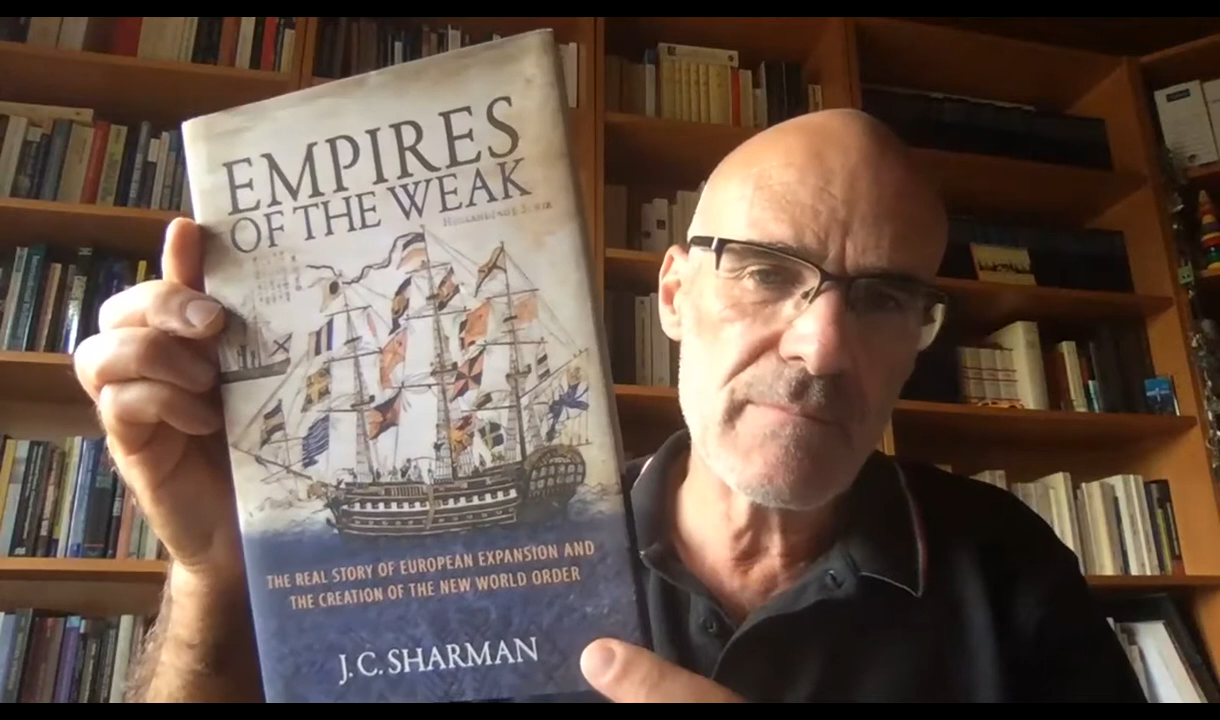 EMPIRES
OF THE WEAK
THE REAL STORY OF EUROPEAN EXPANSION AND
THE CREATION OF THE NEW WORLD ORDER
J. C. SHARMAN